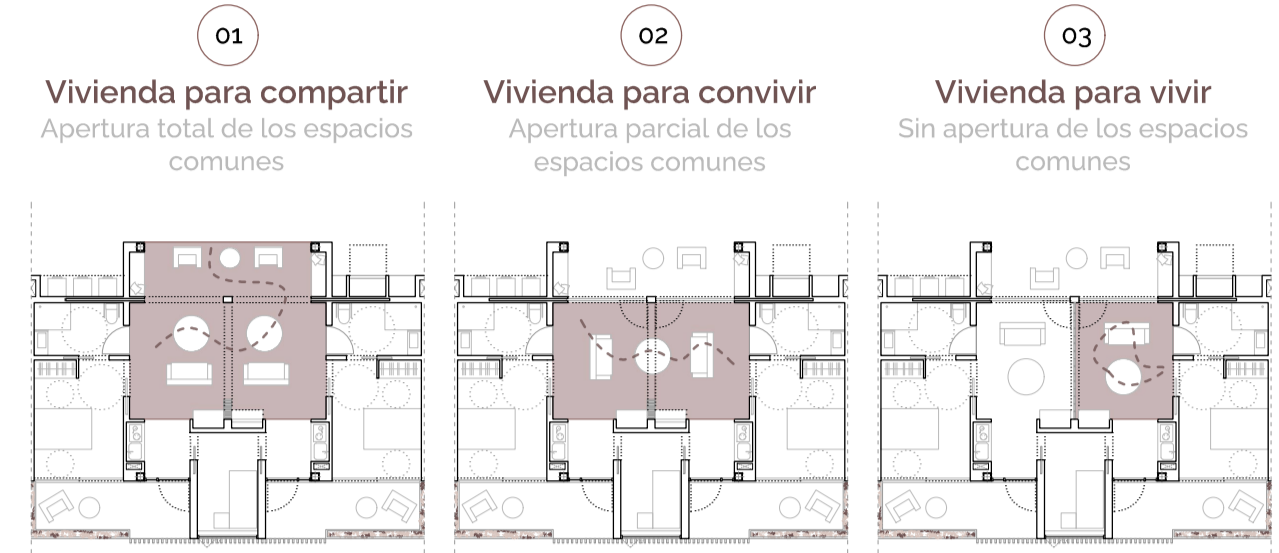 01
Vivienda para compartir
Apertura total de los espacios
comunes
02
Vivienda para convivir
Apertura parcial de los
espacios comunes
03
Vivienda para vivir
Sin apertura de los espacios
comunes